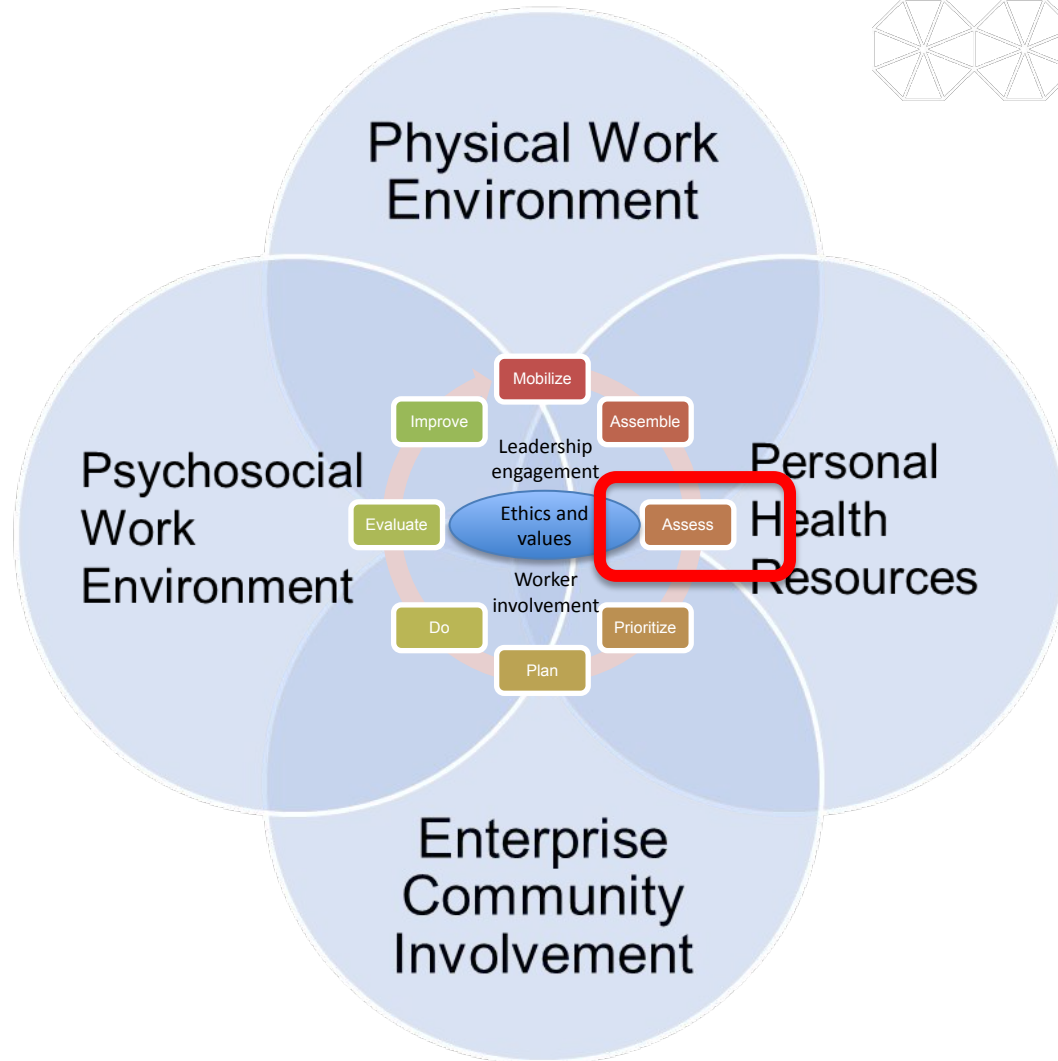 Physical Work
Environment
Mobilize
Improve
Assemble
Leadership
engagement
Psychosocial
Work
Environment
Evaluate
Ethics and
values
Assess
Personal
Health
Resources
Worker
involvement
Do
Prioritize
Plan
Enterprise
Community
Involvement